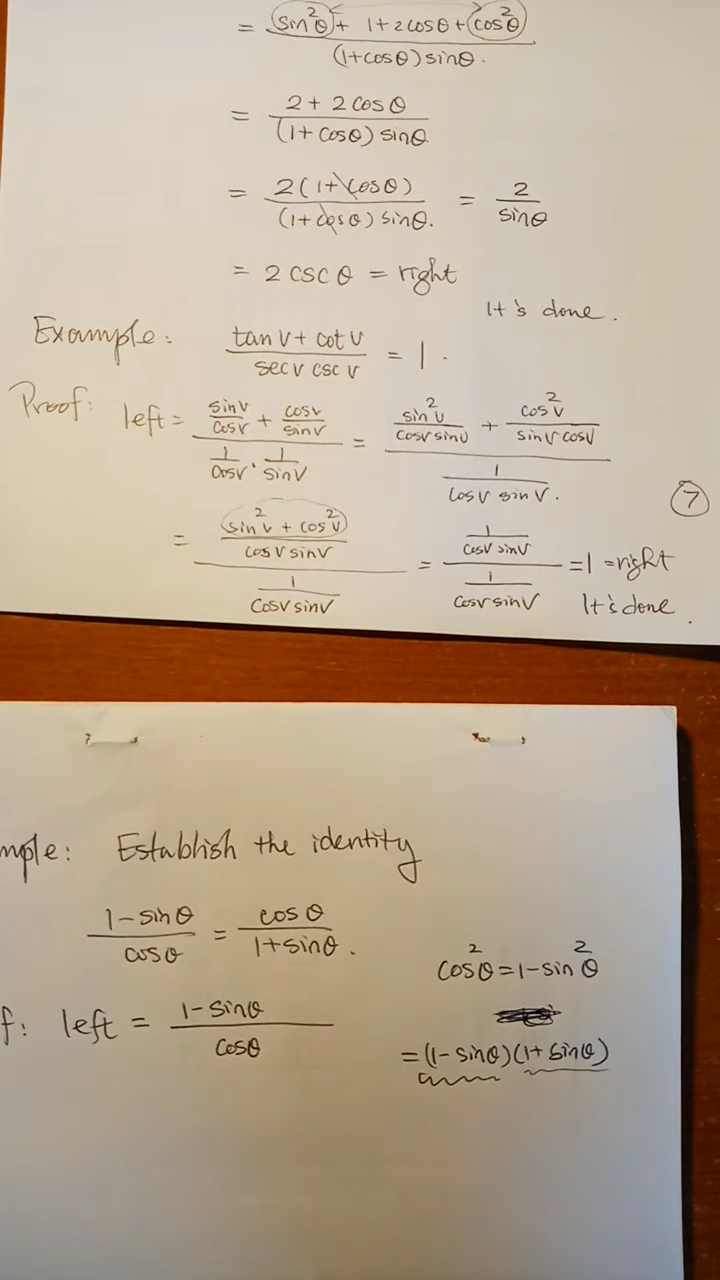 = (sin²θ + 1 + 2cosθ + cos²θ) / ((1+cosθ) sinθ).
= (2 + 2cosθ) / ((1+cosθ) sinθ)
= 2(1+cosθ) / ((1+cosθ) sinθ). = 2 / sinθ
= 2 csc θ = right
It's done.
Example: (tan v + cot v) / (sec v csc v) = 1.
Proof: left = (sin v / cos v + cos v / sin v) / (1/cos v · 1/sin v) = (sin²v / (cos v sin v) + cos²v / (sin v cos v)) / (1 / (cos v sin v)).
⑦
= ((sin²v + cos²v) / (cos v sin v)) / (1 / (cos v sin v)) = (1 / (cos v sin v)) / (1 / (cos v sin v)) = 1 = right
It's done.
mple: Establish the identity
(1 - sinθ) / cosθ = cosθ / (1 + sinθ).
cos²θ = 1 - sin²θ
f: left = (1 - sinθ) / cosθ
= (1 - sinθ)(1 + sinθ)